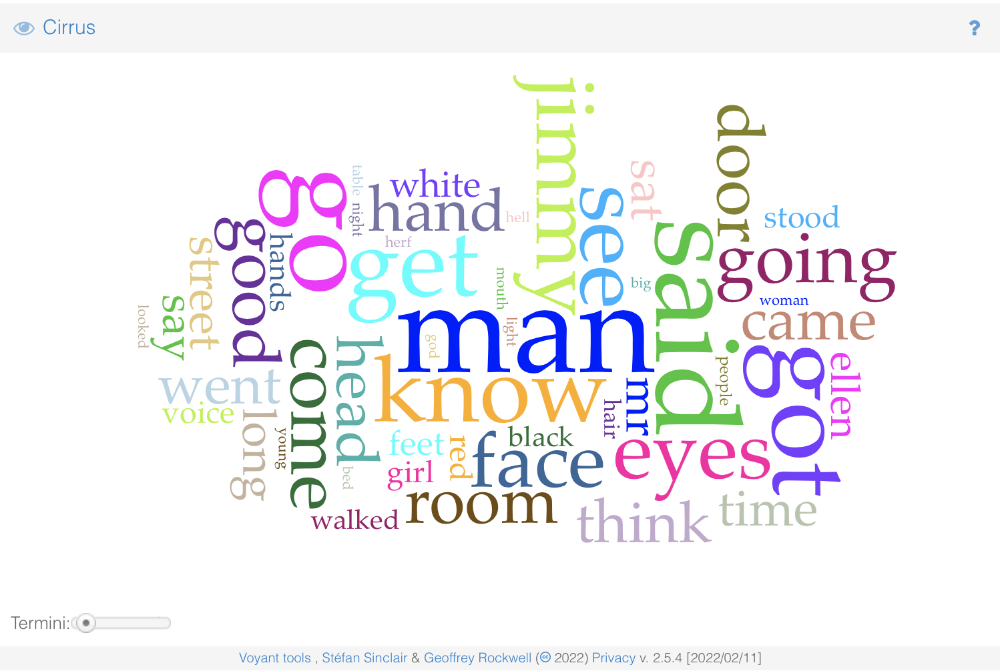 Cirrus ?
jimmy
door
sat
white
table
go
hand
see
night
hell
stood
said
good
hands
herf
get
going
street
mouth
big
woman
say
looked
man
came
light
god
head
come
got
know
ellen
people
went
mr
voice
hair
long
young
black
feet
red
face
eyes
girl
bed
room
time
think
walked
Termini:
Voyant tools , Stéfan Sinclair & Geoffrey Rockwell (cc 2022) Privacy v. 2.5.4 [2022/02/11]